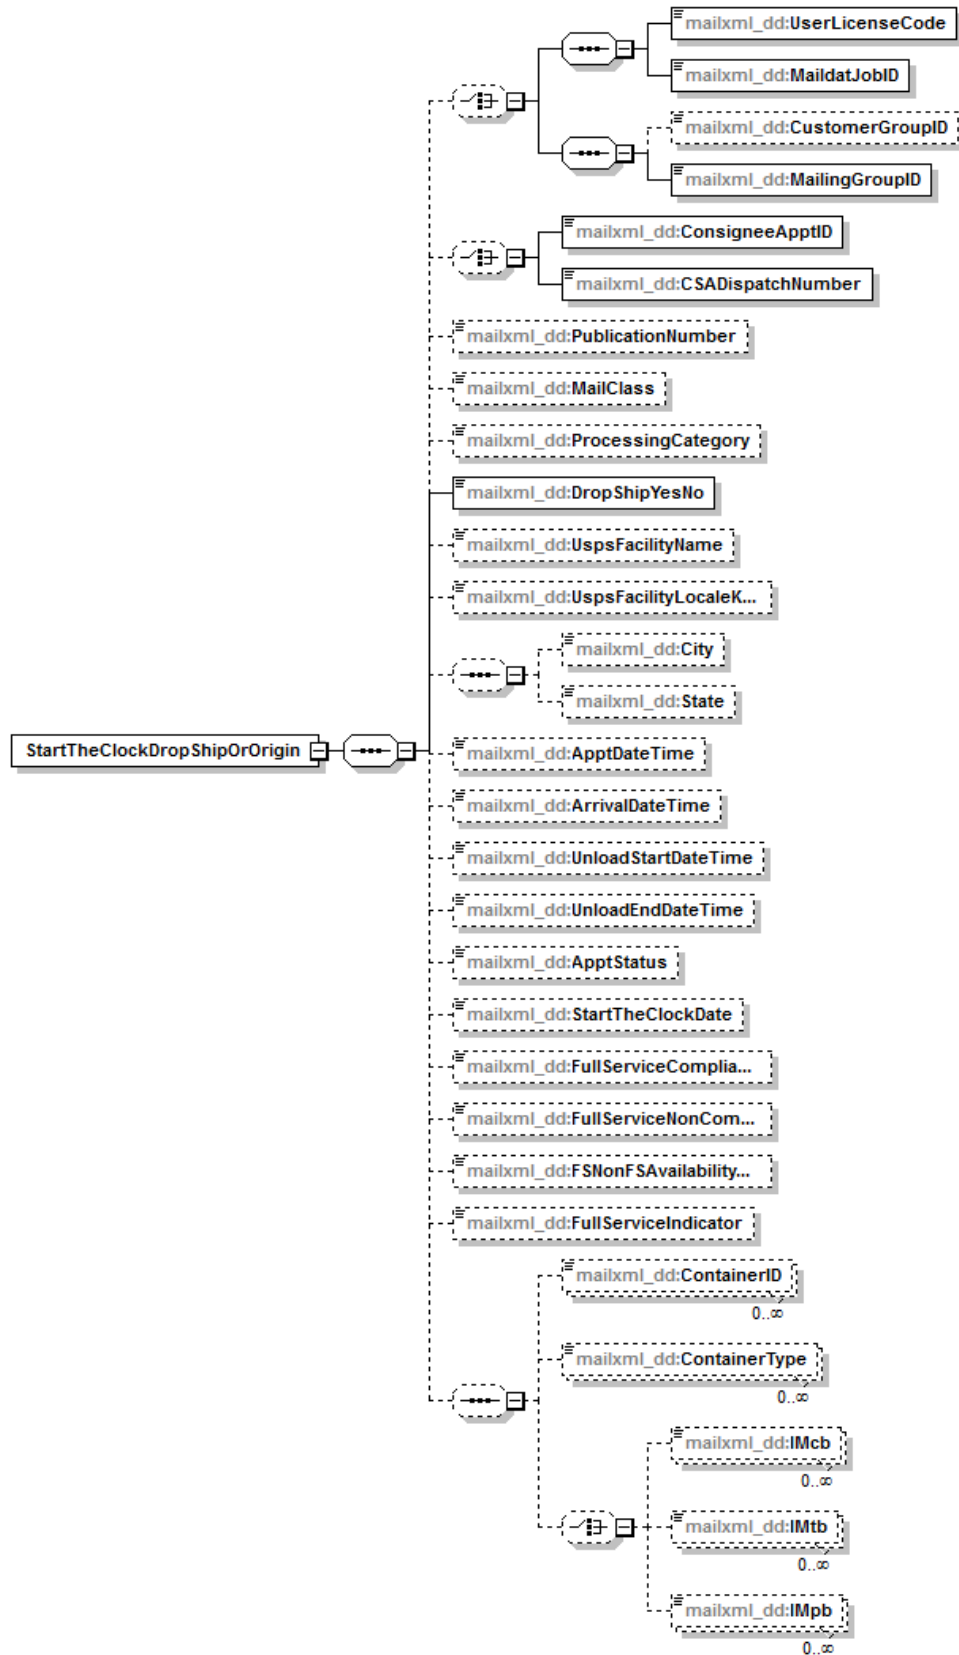 mailxml_dd:UserLicenseCode
mailxml_dd:MaildatJobID
mailxml_dd:CustomerGroupID
mailxml_dd:MailingGroupID
mailxml_dd:ConsigneeApptID
mailxml_dd:CSADispatchNumber
mailxml_dd:PublicationNumber
mailxml_dd:MailClass
mailxml_dd:ProcessingCategory
mailxml_dd:DropShipYesNo
mailxml_dd:UspsFacilityName
mailxml_dd:UspsFacilityLocaleK...
mailxml_dd:City
mailxml_dd:State
StartTheClockDropShipOrOrigin
mailxml_dd:ApptDateTime
mailxml_dd:ArrivalDateTime
mailxml_dd:UnloadStartDateTime
mailxml_dd:UnloadEndDateTime
mailxml_dd:ApptStatus
mailxml_dd:StartTheClockDate
mailxml_dd:FullServiceComplia...
mailxml_dd:FullServiceNonCom...
mailxml_dd:FSNonFSAvailability...
mailxml_dd:FullServiceIndicator
mailxml_dd:ContainerID
0..∞
mailxml_dd:ContainerType
0..∞
mailxml_dd:IMcb
0..∞
mailxml_dd:IMtb
0..∞
mailxml_dd:IMpb
0..∞